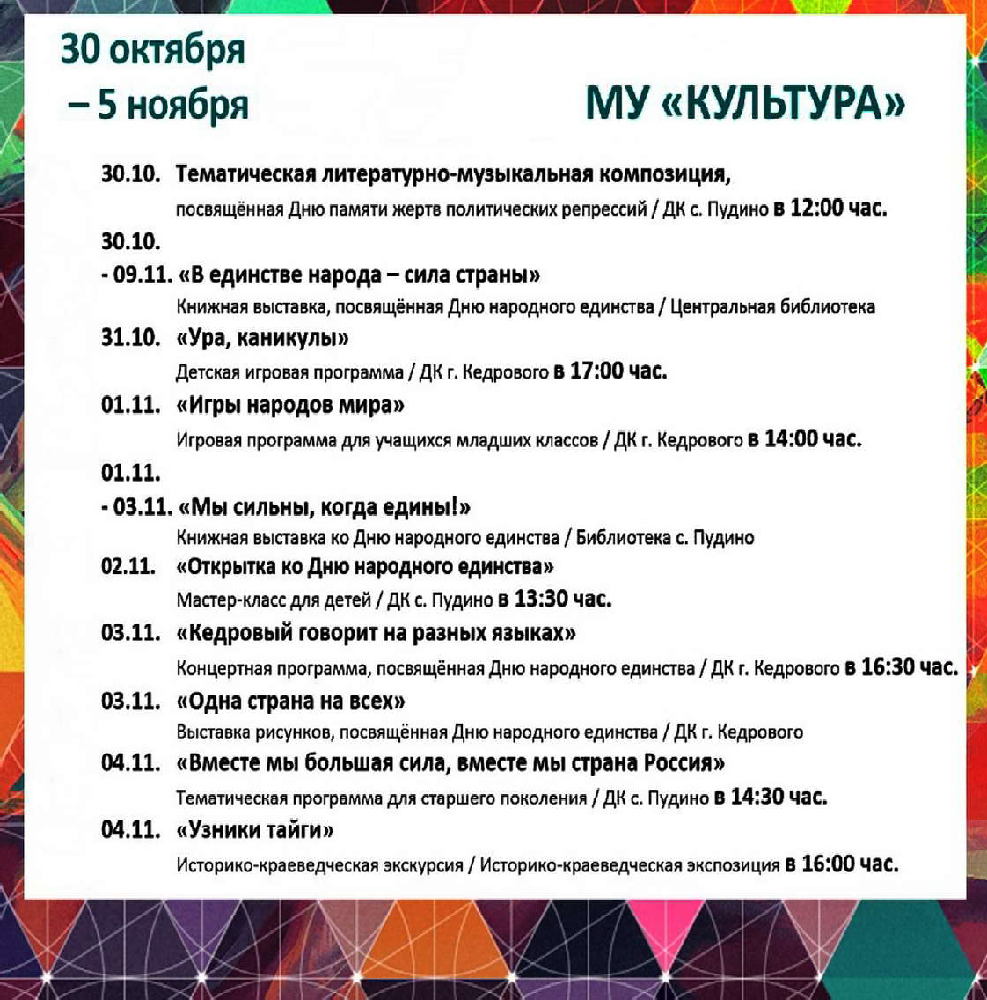 30 октября
– 5 ноября
МУ «КУЛЬТУРА»
30.10. Тематическая литературно-музыкальная композиция,
посвящённая Дню памяти жертв политических репрессий / ДК с. Пудино в 12:00 час.
30.10.
- 09.11. «В единстве народа – сила страны»
Книжная выставка, посвящённая Дню народного единства / Центральная библиотека
31.10. «Ура, каникулы»
Детская игровая программа / ДК г. Кедрового в 17:00 час.
01.11. «Игры народов мира»
Игровая программа для учащихся младших классов / ДК г. Кедрового в 14:00 час.
01.11.
- 03.11. «Мы сильны, когда едины!»
Книжная выставка ко Дню народного единства / Библиотека с. Пудино
02.11. «Открытка ко Дню народного единства»
Мастер-класс для детей / ДК с. Пудино в 13:30 час.
03.11. «Кедровый говорит на разных языках»
Концертная программа, посвящённая Дню народного единства / ДК г. Кедрового в 16:30 час.
03.11. «Одна страна на всех»
Выставка рисунков, посвящённая Дню народного единства / ДК г. Кедрового
04.11. «Вместе мы большая сила, вместе мы страна Россия»
Тематическая программа для старшего поколения / ДК с. Пудино в 14:30 час.
04.11. «Узники тайги»
Историко-краеведческая экскурсия / Историко-краеведческая экспозиция в 16:00 час.